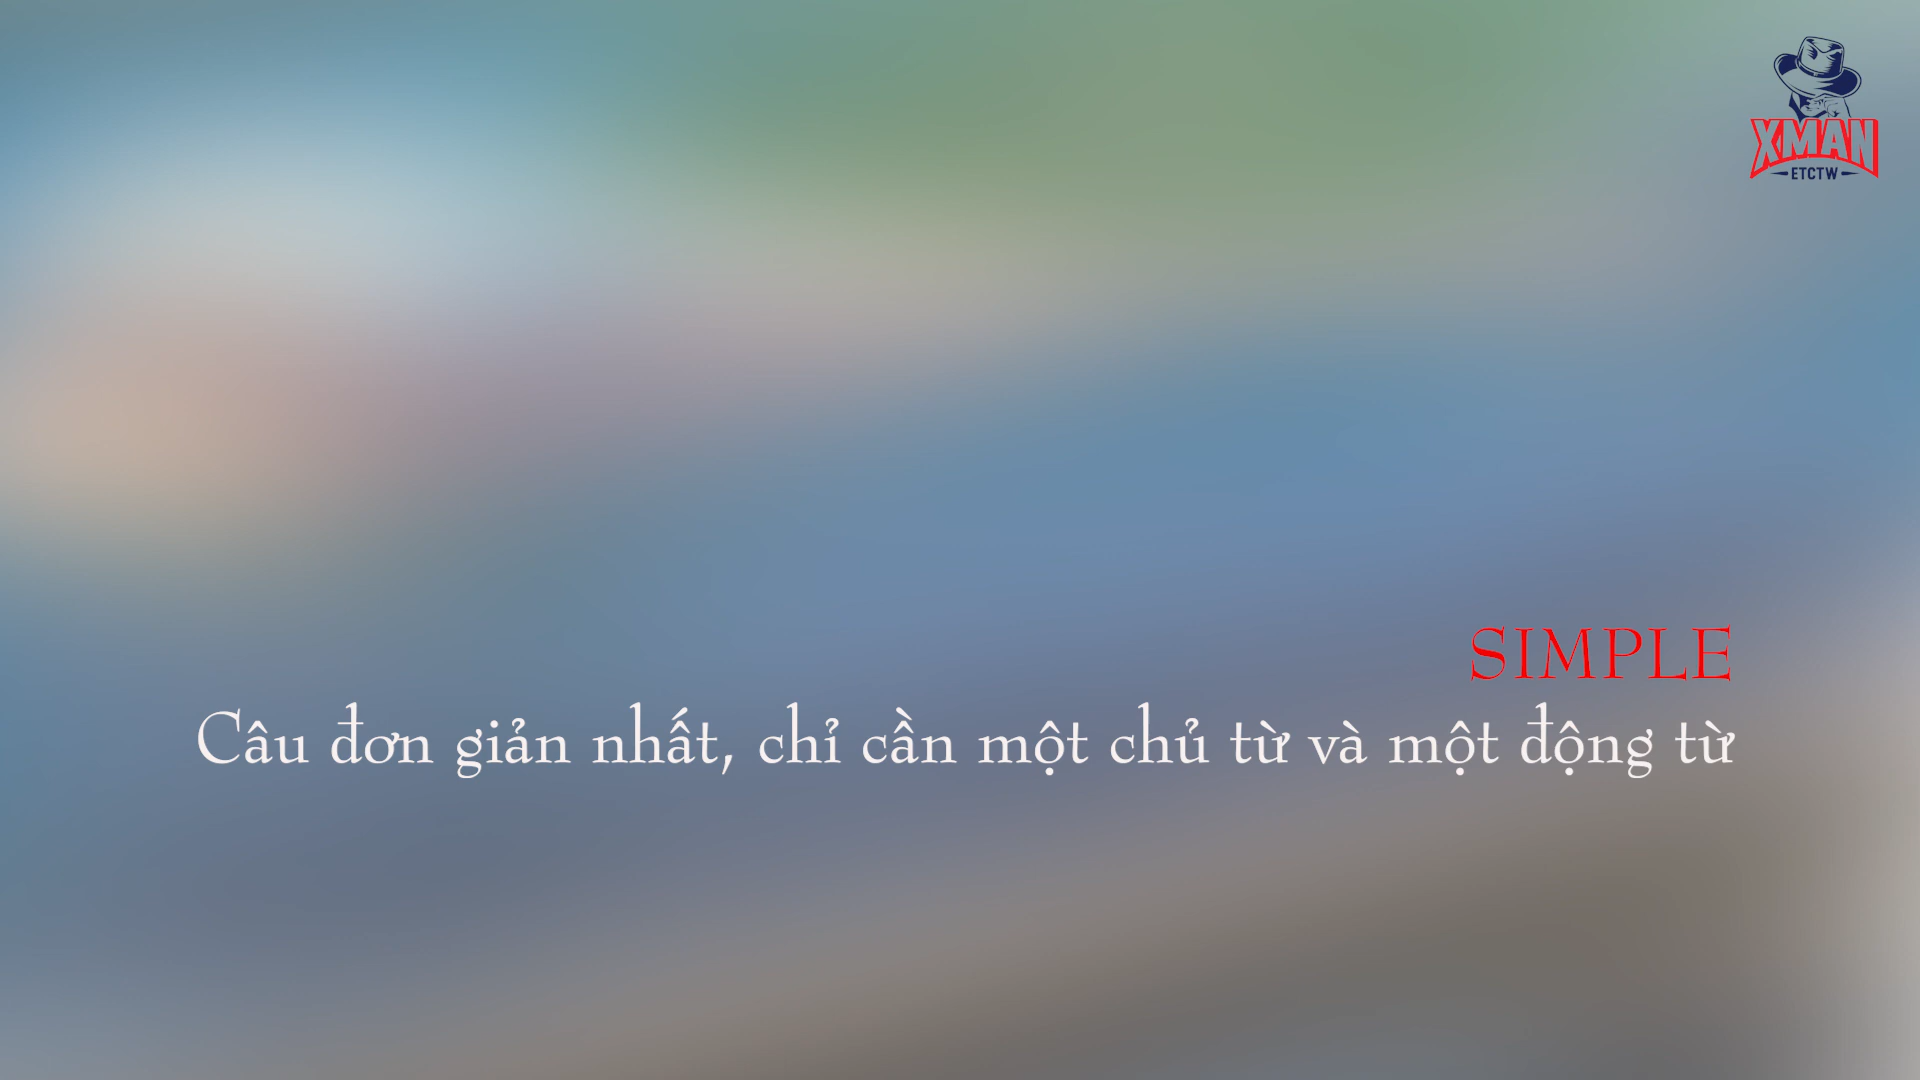 XMAN
ETCTW
SIMPLE
Câu đơn giản nhất, chỉ cần một chủ từ và một động từ